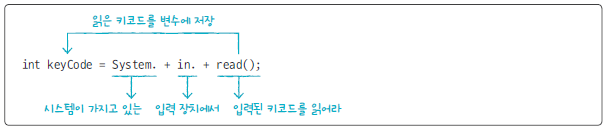 읽은 키코드를 변수에 저장
int keyCode = System. + in. + read();
시스템이 가지고 있는 입력 장치에서 입력된 키코드를 읽어라